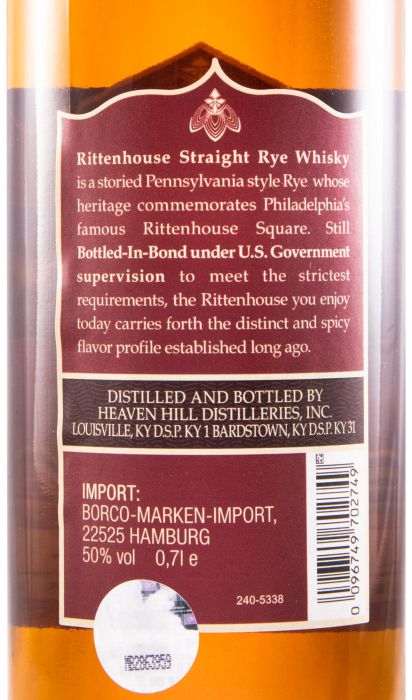 Rittenhouse Straight Rye Whisky
is a storied Pennsylvania style Rye whose
heritage commemorates Philadelphia's
famous Rittenhouse Square. Still
Bottled-In-Bond under U.S. Government
supervision to meet the strictest
requirements, the Rittenhouse you enjoy
today carries forth the distinct and spicy
flavor profile established long ago.
DISTILLED AND BOTTLED BY
HEAVEN HILL DISTILLERIES, INC.
LOUISVILLE, KY D.S.P. KY 1 BARDSTOWN, KY D.S.P. KY 31
IMPORT:
BORCO-MARKEN-IMPORT,
22525 HAMBURG
50% vol 0,7l e
240-5338
0 096749 702749